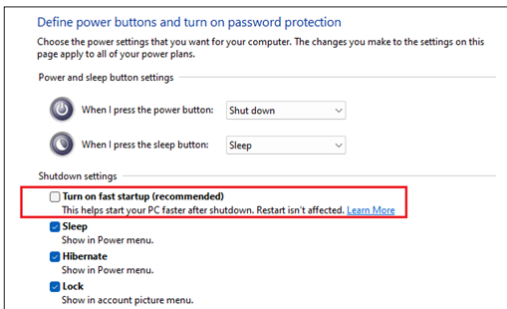 Define power buttons and turn on password protection
Choose the power settings that you want for your computer. The changes you make to the settings on this
page apply to all of your power plans.
Power and sleep button settings
When I press the power button: Shut down
When I press the sleep button: Sleep
Shutdown settings
Turn on fast startup (recommended)
This helps start your PC faster after shutdown. Restart isn't affected. Learn More
Sleep
Show in Power menu.
Hibernate
Show in Power menu.
Lock
Show in account picture menu.